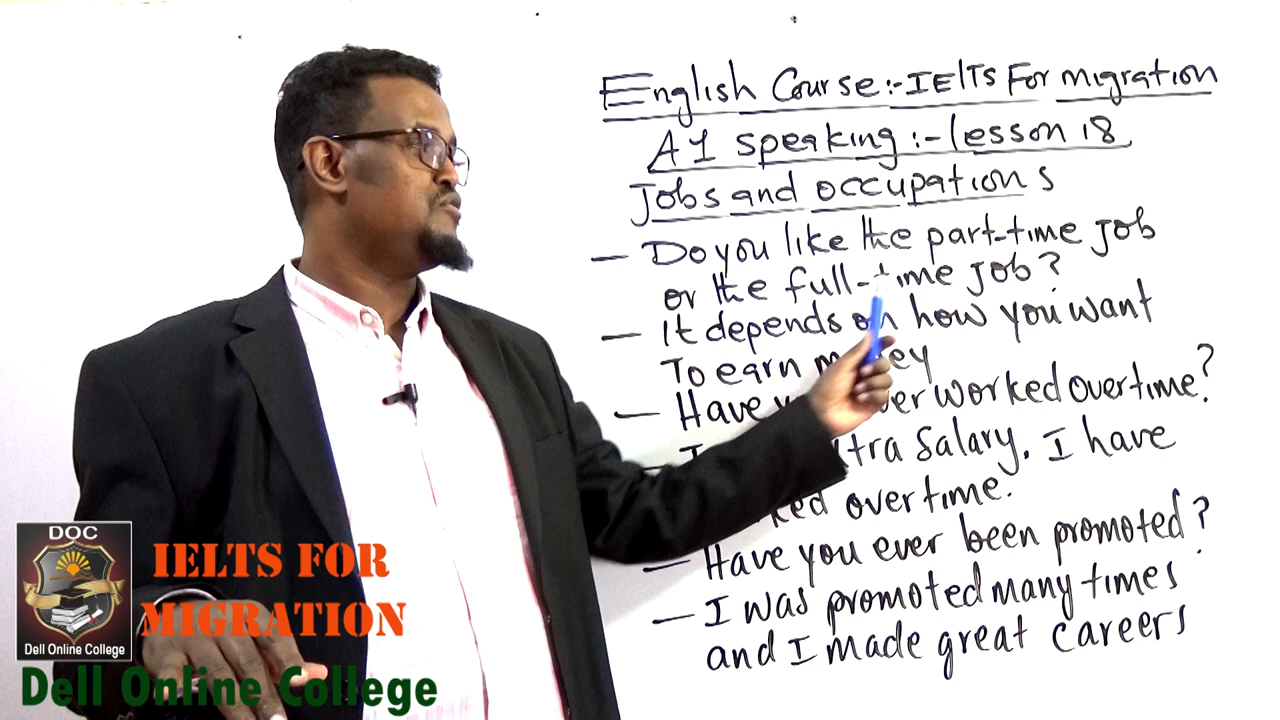 English Course:-IELTS For migration
A1 speaking:-lesson 18
Jobs and occupations
— Do you like the part-time job
or the full-time job?
— It depends on how you want
To earn
— Have worked overtime?
— Salary. I have
overtime.
— Have you ever been promoted?
— I was promoted many times
and I made great careers
DOC
Dell Online College
IELTS FOR
MIGRATION
Dell Online College